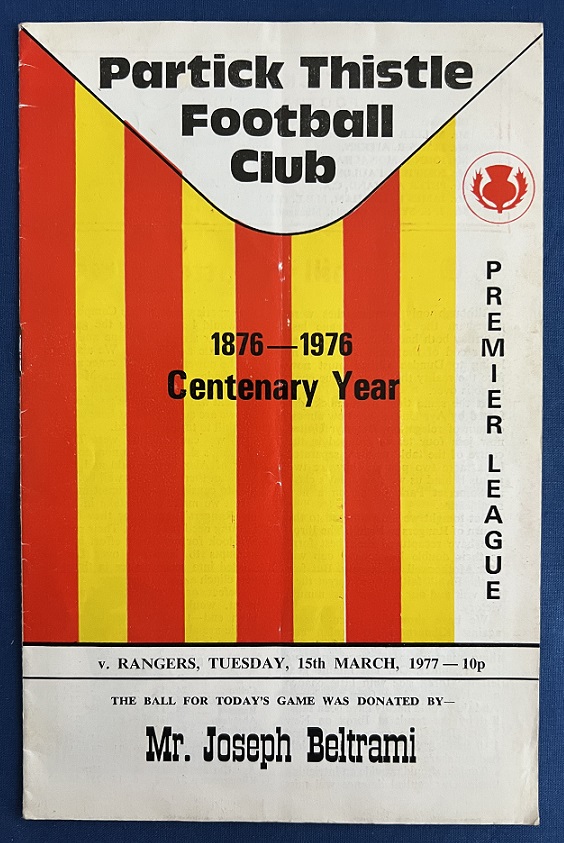 Partick Thistle
Football
Club
PREMIER LEAGUE
1876—1976
Centenary Year
v. RANGERS, TUESDAY, 15th MARCH, 1977 — 10p
THE BALL FOR TODAY'S GAME WAS DONATED BY—
Mr. Joseph Beltrami